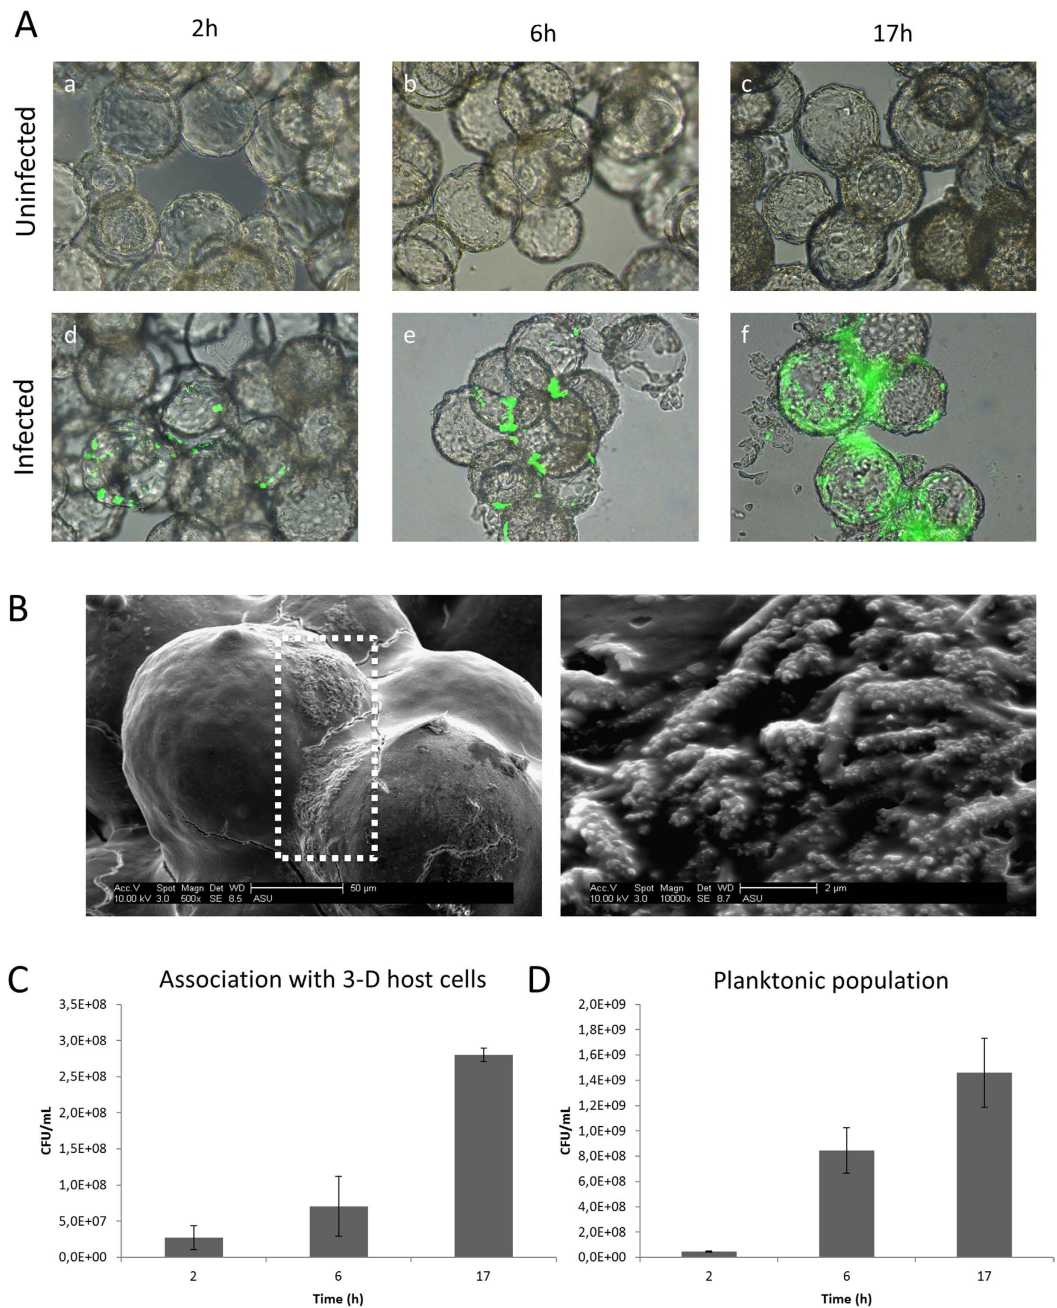 A
2h
6h
17h
Uninfected
a
b
c
Infected
d
e
f
B
Acc.V Spot Magn Det WD 50 µm
10.00 kV 3.0 500x SE 8.5 ASU
Acc.V Spot Magn Det WD 2 µm
10.00 kV 3.0 10000x SE 8.7 ASU
C
Association with 3-D host cells
3,5E+08
3,0E+08
2,5E+08
2,0E+08
1,5E+08
1,0E+08
5,0E+07
0,0E+00
CFU/mL
2 6 17
Time (h)
D
Planktonic population
2,0E+09
1,8E+09
1,6E+09
1,4E+09
1,2E+09
1,0E+09
8,0E+08
6,0E+08
4,0E+08
2,0E+08
0,0E+00
CFU/mL
2 6 17
Time (h)